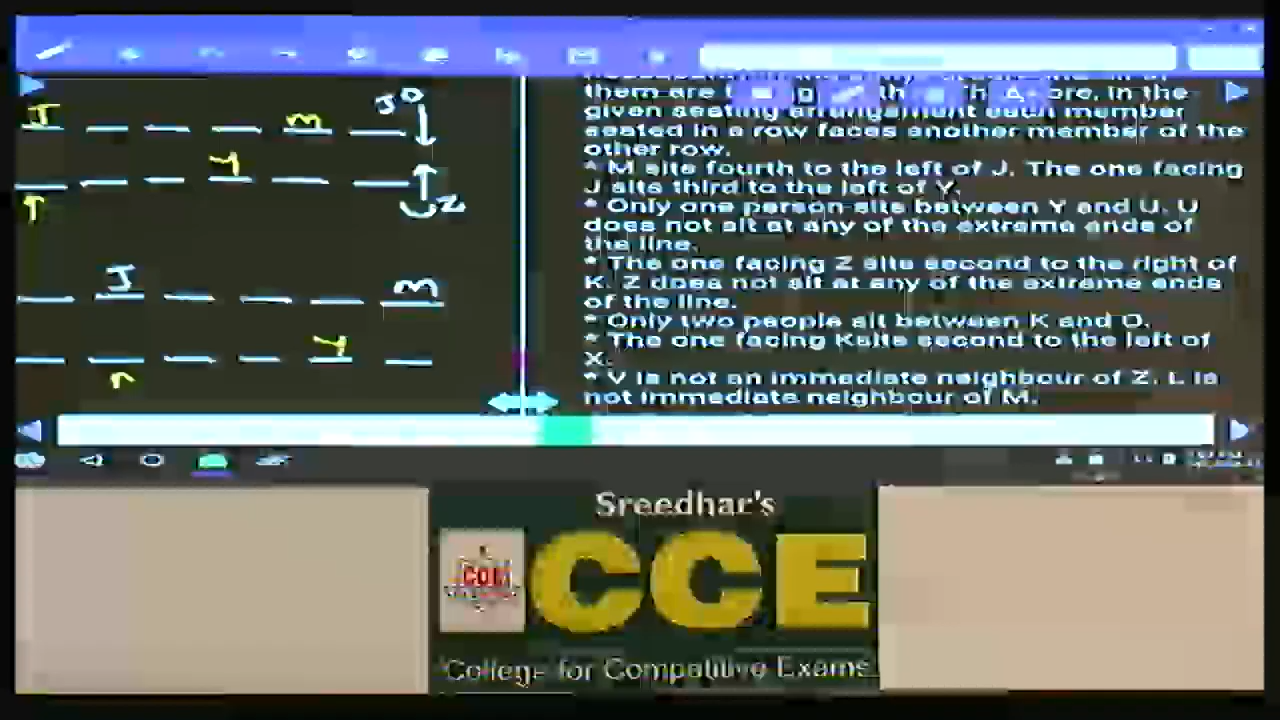 J m J O
Y
Z
J m
Y
them are
given seating arrangement each member
seated in a row faces another member of the
other row.
* M sits fourth to the left of J. The one facing
J sits third to the left of Y.
* Only one person sits between Y and U. U
does not sit at any of the extreme ends of
the line.
* The one facing Z sits second to the right of
K. Z does not sit at any of the extreme ends
of the line.
* Only two people sit between K and O.
* The one facing K sits second to the left of
X.
* V is not an immediate neighbour of Z. L is
not immediate neighbour of M.
Sreedhar's
CCE
College for Competitive Exams